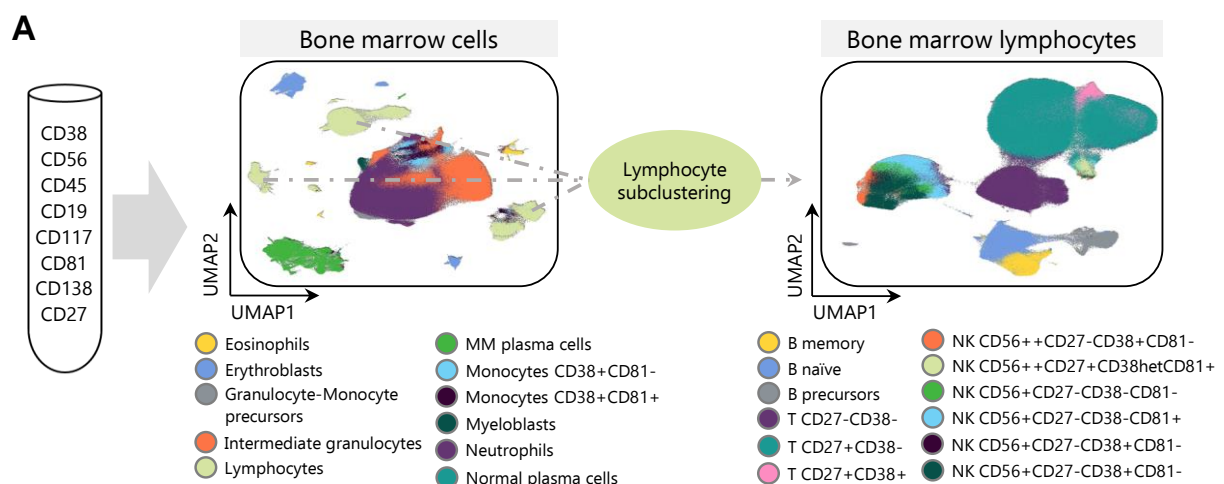 A
Bone marrow cells
Bone marrow lymphocytes
CD38
CD56
CD45
CD19
CD117
CD81
CD138
CD27
Lymphocyte
subclustering
UMAP2
UMAP1
UMAP2
UMAP1
Eosinophils
Erythroblasts
Granulocyte-Monocyte
precursors
Intermediate granulocytes
Lymphocytes
MM plasma cells
Monocytes CD38+CD81-
Monocytes CD38+CD81+
Myeloblasts
Neutrophils
Normal plasma cells
B memory
B naïve
B precursors
T CD27-CD38-
T CD27+CD38-
T CD27+CD38+
NK CD56++CD27-CD38+CD81-
NK CD56++CD27+CD38hetCD81+
NK CD56+CD27-CD38-CD81-
NK CD56+CD27-CD38+CD81+
NK CD56+CD27-CD38+CD81-
NK CD56+CD27-CD38+CD81-